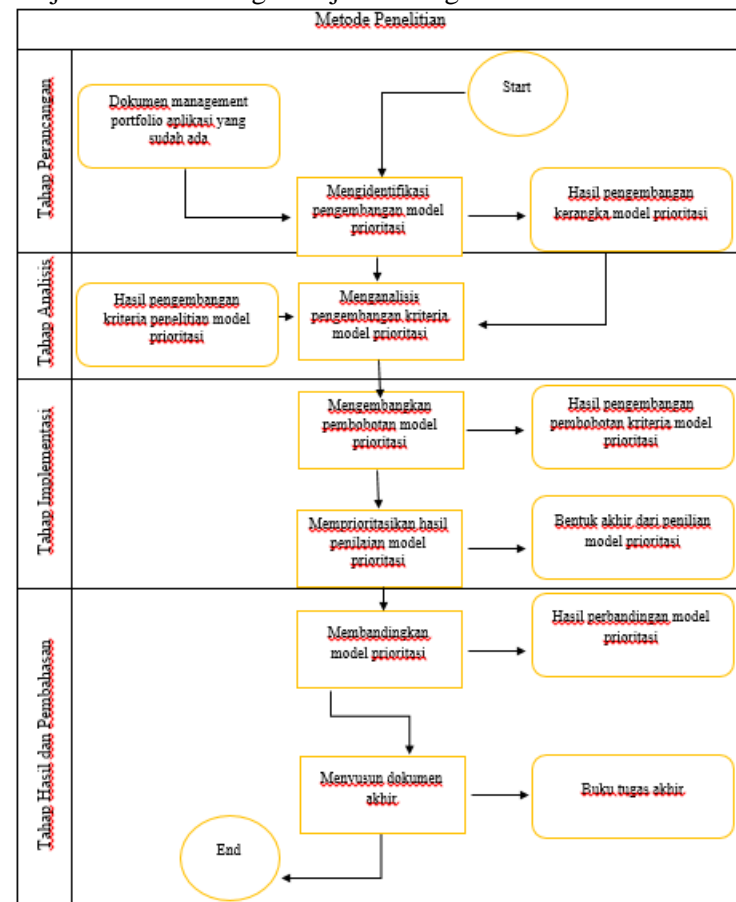 Metode Penelitian
Tahap Perancangan
Start
Dokumen management
portfolio aplikasi yang
sudah ada
Mengidentifikasi
pengembangan model
prioritasi
Hasil pengembangan
kerangka model prioritasi
Tahap Analisis
Hasil pengembangan
kriteria penelitian model
prioritasi
Menganalisis
pengembangan kriteria
model prioritasi
Tahap Implementasi
Mengembangkan
pembobotan model
prioritasi
Hasil pengembangan
pembobotan kriteria model
prioritasi
Memprioritasikan hasil
penilaian model
prioritasi
Bentuk akhir dari penilian
model prioritasi
Tahap Hasil dan Pembahasan
Membandingkan
model prioritasi
Hasil perbandingan model
prioritasi
Menyusun dokumen
akhir
Buku tugas akhir
End